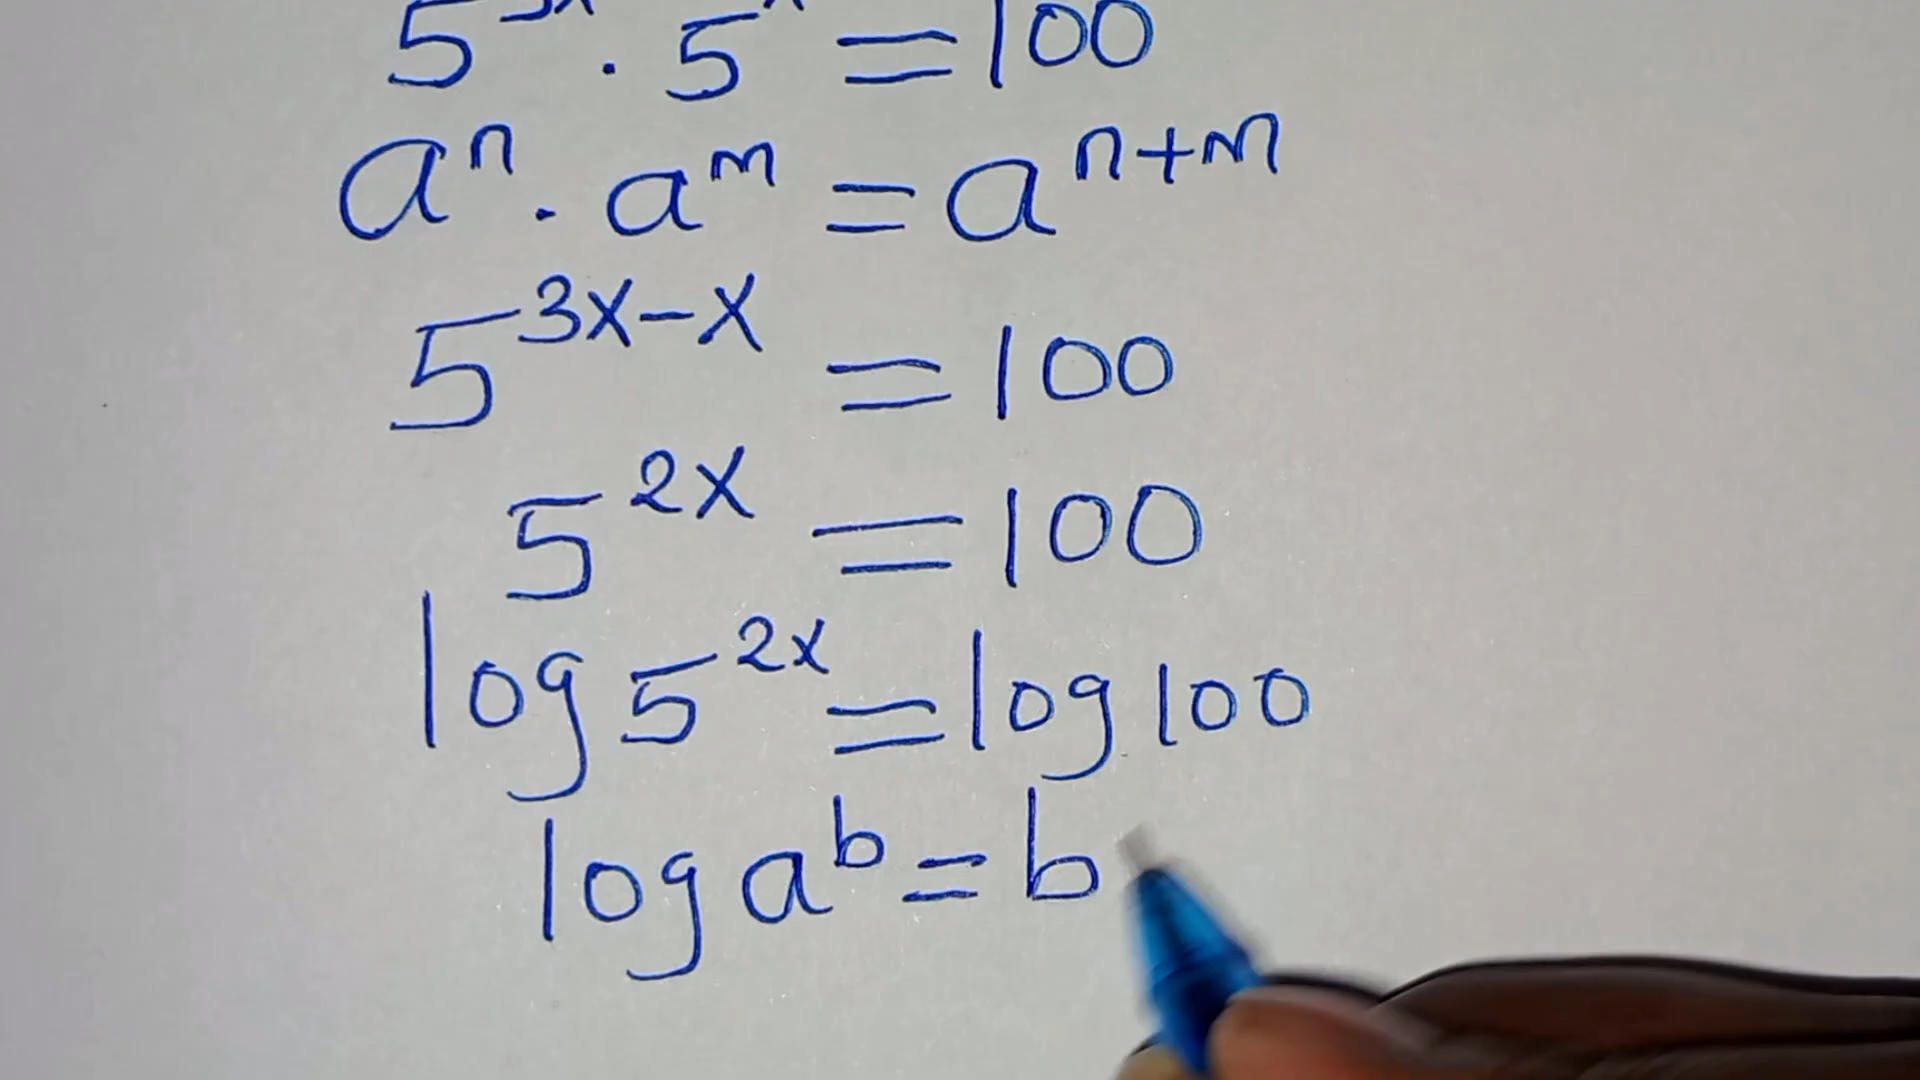 5^3x · 5^x = 100
a^n · a^m = a^n+m
5^3x-x = 100
5^2x = 100
log 5^2x = log 100
log a^b = b